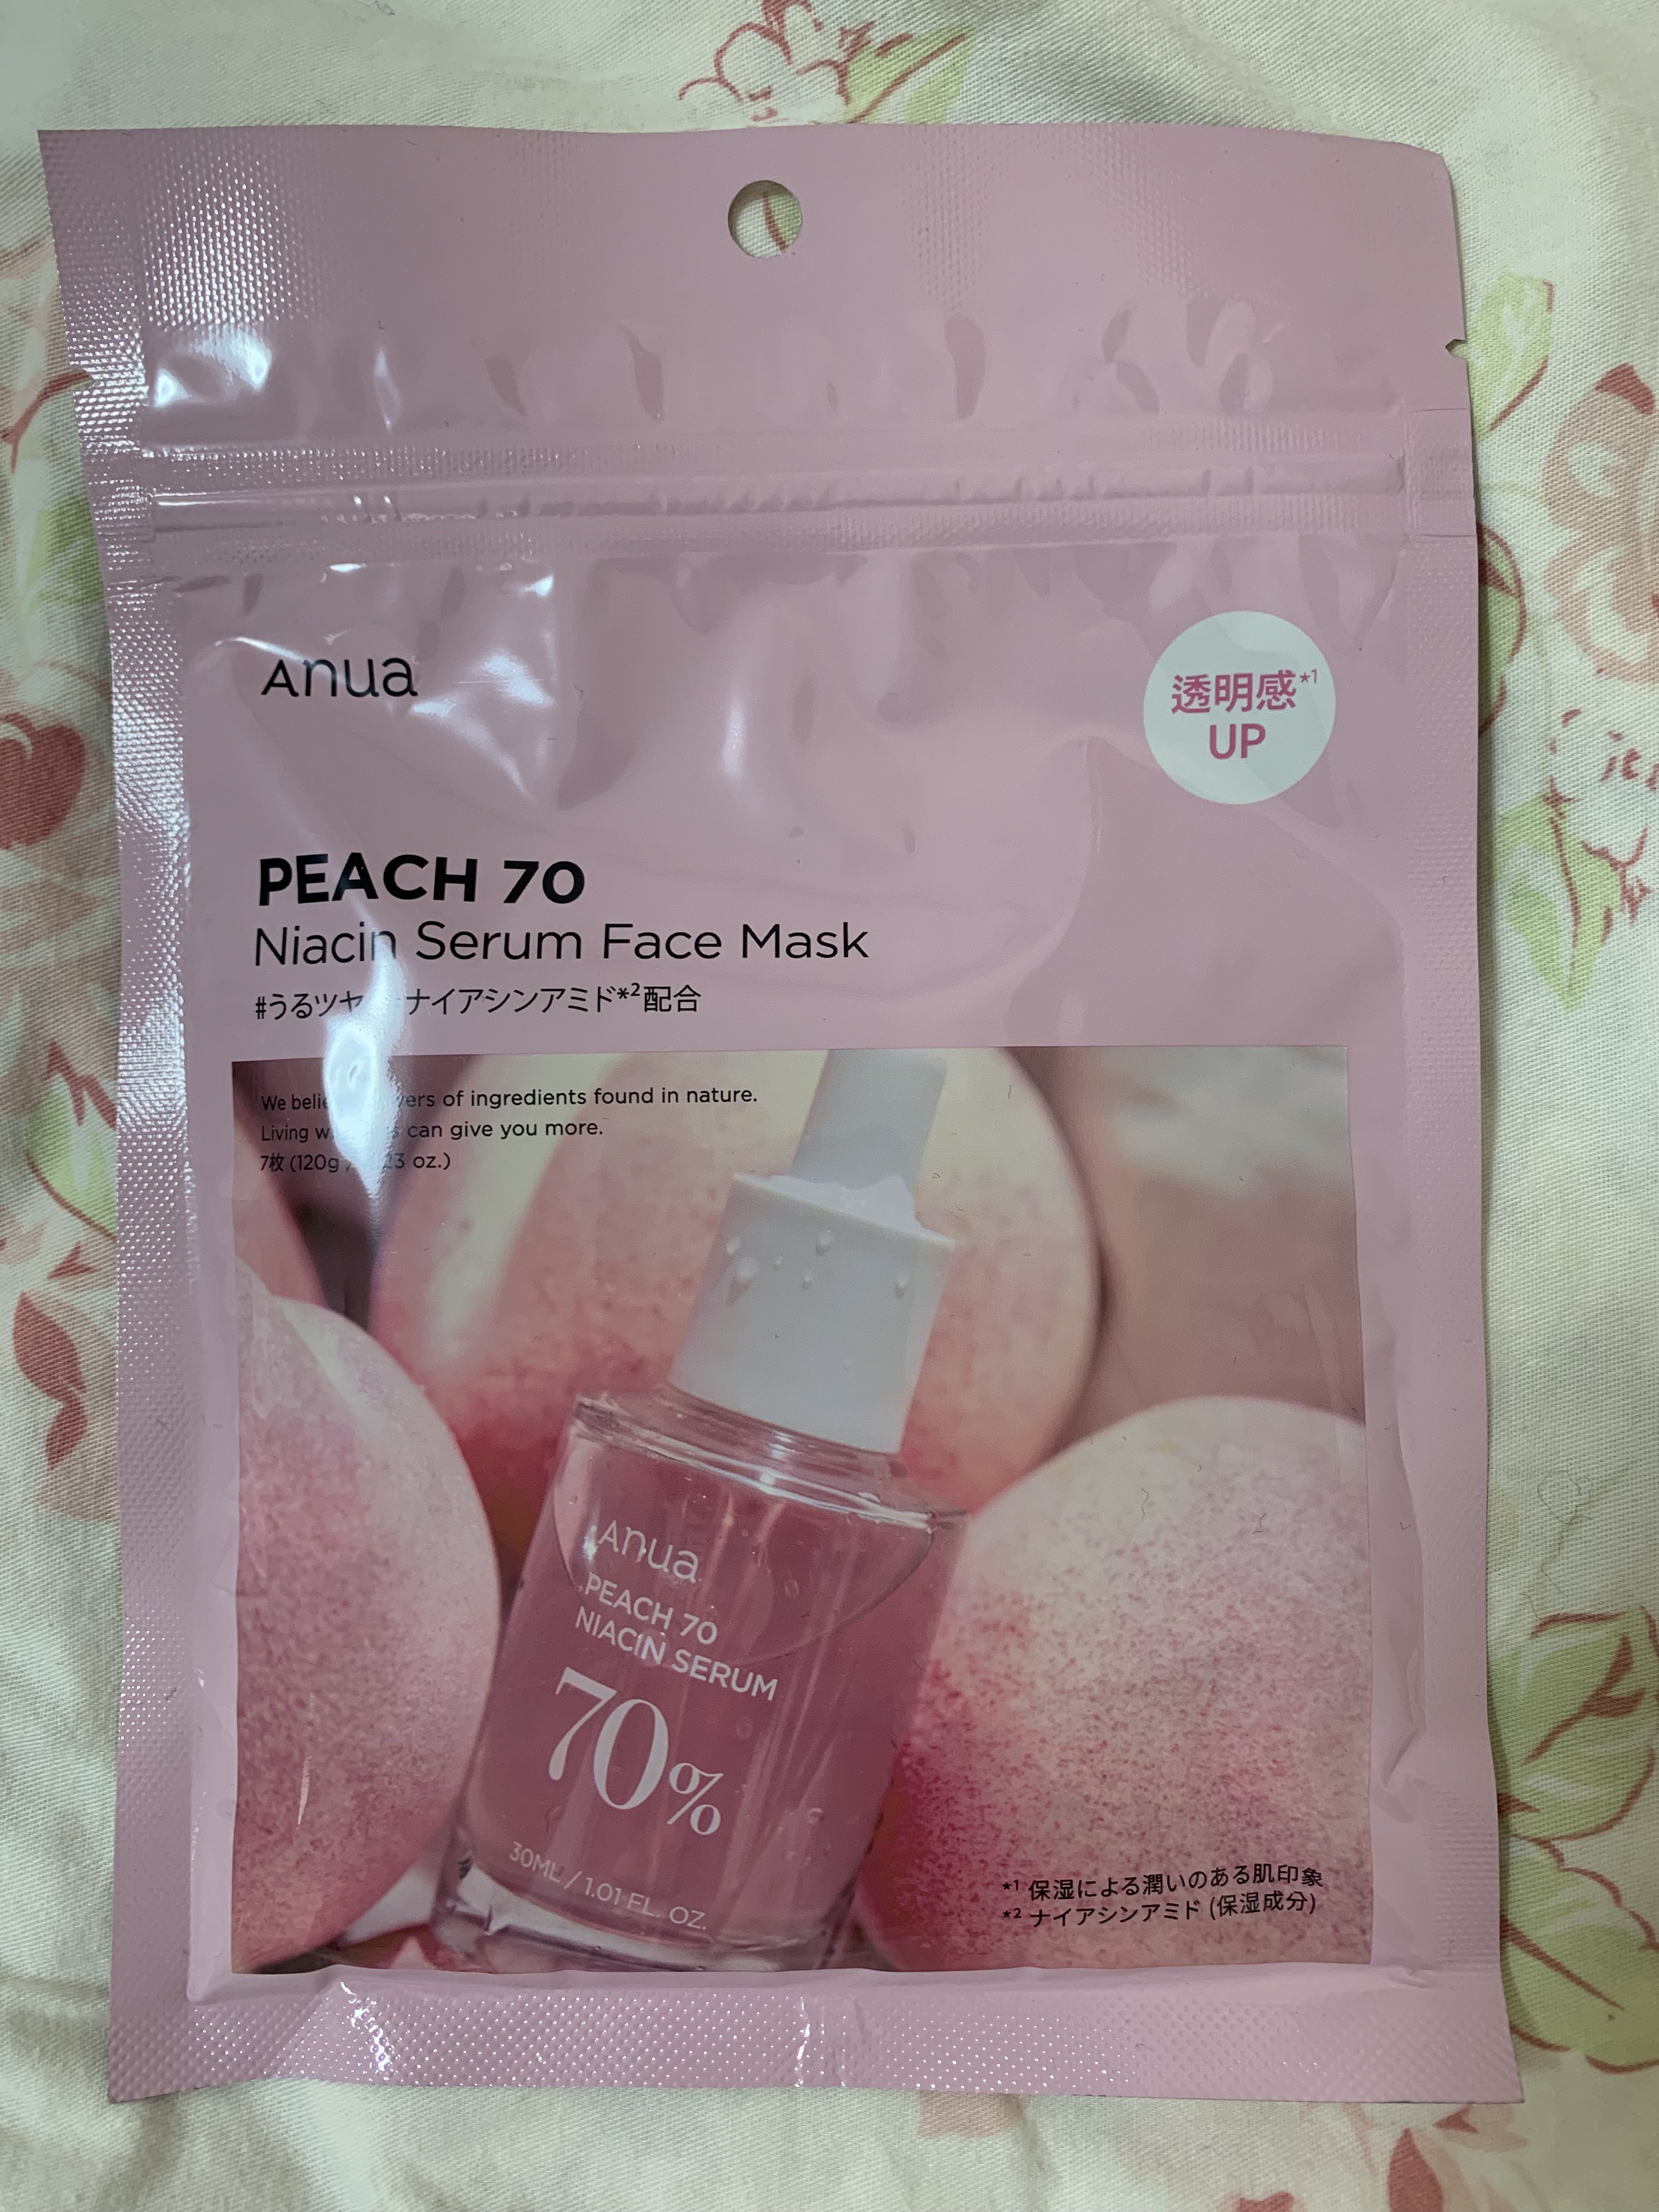 Anua
透明感*1
UP
PEACH 70
Niacin Serum Face Mask
#うるツヤ ナイアシンアミド*2配合
We of ingredients found in nature.
Living can give you more.
7枚 (120g / oz.)
Anua
PEACH 70
NIACIN SERUM
70%
30ML / 1.01 FL. OZ.
*1 保湿による潤いのある肌印象
*2 ナイアシンアミド (保湿成分)